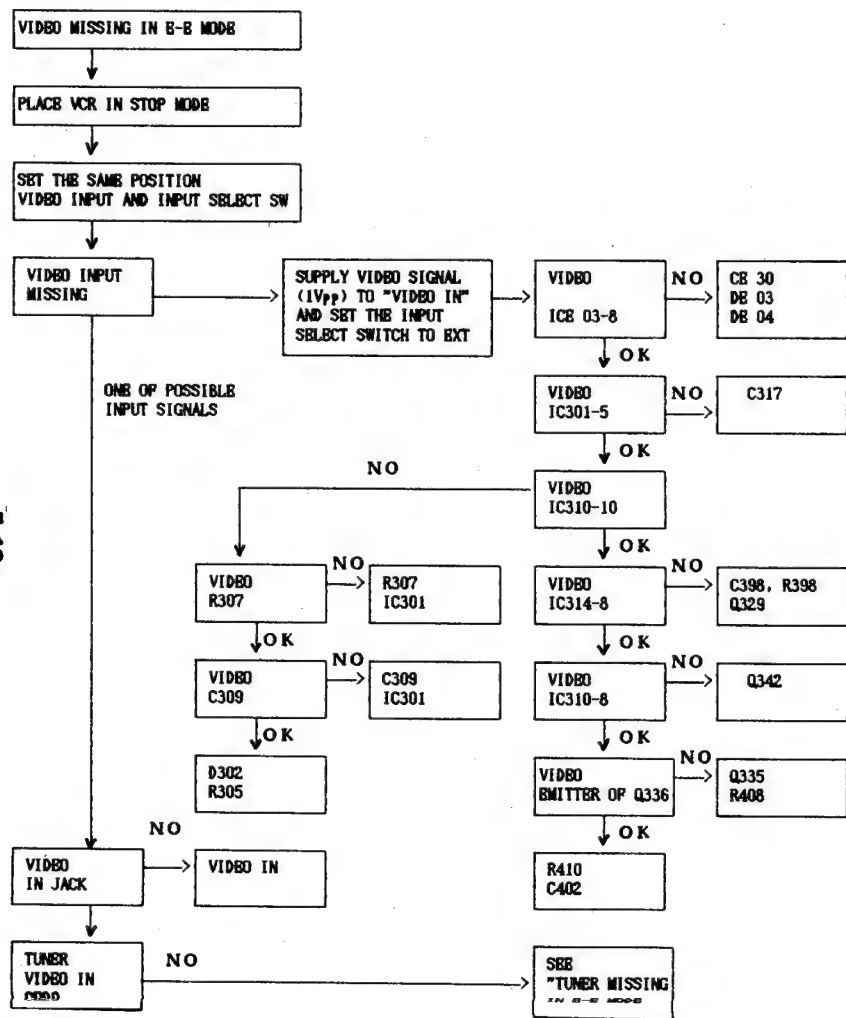 VIDEO MISSING IN E-E MODE
PLACE VCR IN STOP MODE
SET THE SAME POSITION
VIDEO INPUT AND INPUT SELECT SW
VIDEO INPUT
MISSING
SUPPLY VIDEO SIGNAL
(1Vpp) TO "VIDEO IN"
AND SET THE INPUT
SELECT SWITCH TO EXT
VIDEO
ICE 03-8
NO
CE 30
DE 03
DE 04
OK
ONE OF POSSIBLE
INPUT SIGNALS
VIDEO
IC301-5
NO
C317
OK
NO
VIDEO
IC310-10
OK
VIDEO
R307
NO
R307
IC301
VIDEO
IC314-8
NO
C398, R398
Q329
OK
OK
VIDEO
C309
NO
C309
IC301
VIDEO
IC310-8
NO
Q342
OK
OK
D302
R305
VIDEO
EMITTER OF Q336
NO
Q335
R408
OK
VIDEO
IN JACK
NO
VIDEO IN
R410
C402
TUNER
VIDEO IN
NO
SEE
"TUNER MISSING
IN E-E MODE